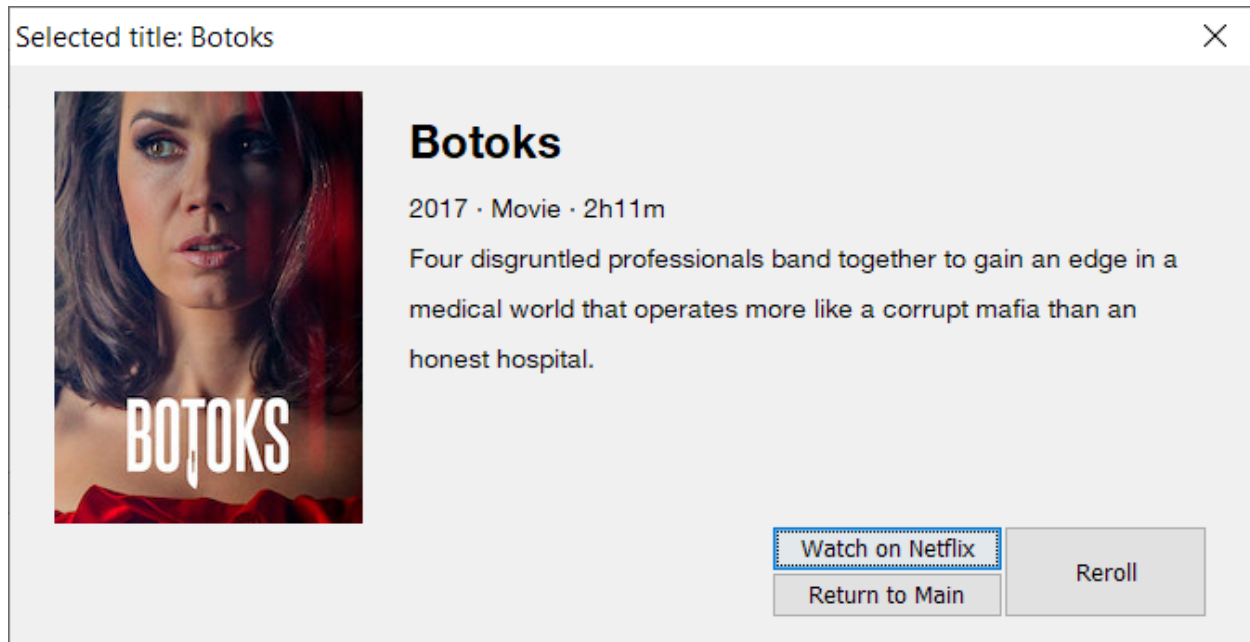 Selected title: Botoks
Botoks
2017 · Movie · 2h11m
Four disgruntled professionals band together to gain an edge in a
medical world that operates more like a corrupt mafia than an
honest hospital.
BOTOKS
Watch on Netflix
Return to Main
Reroll